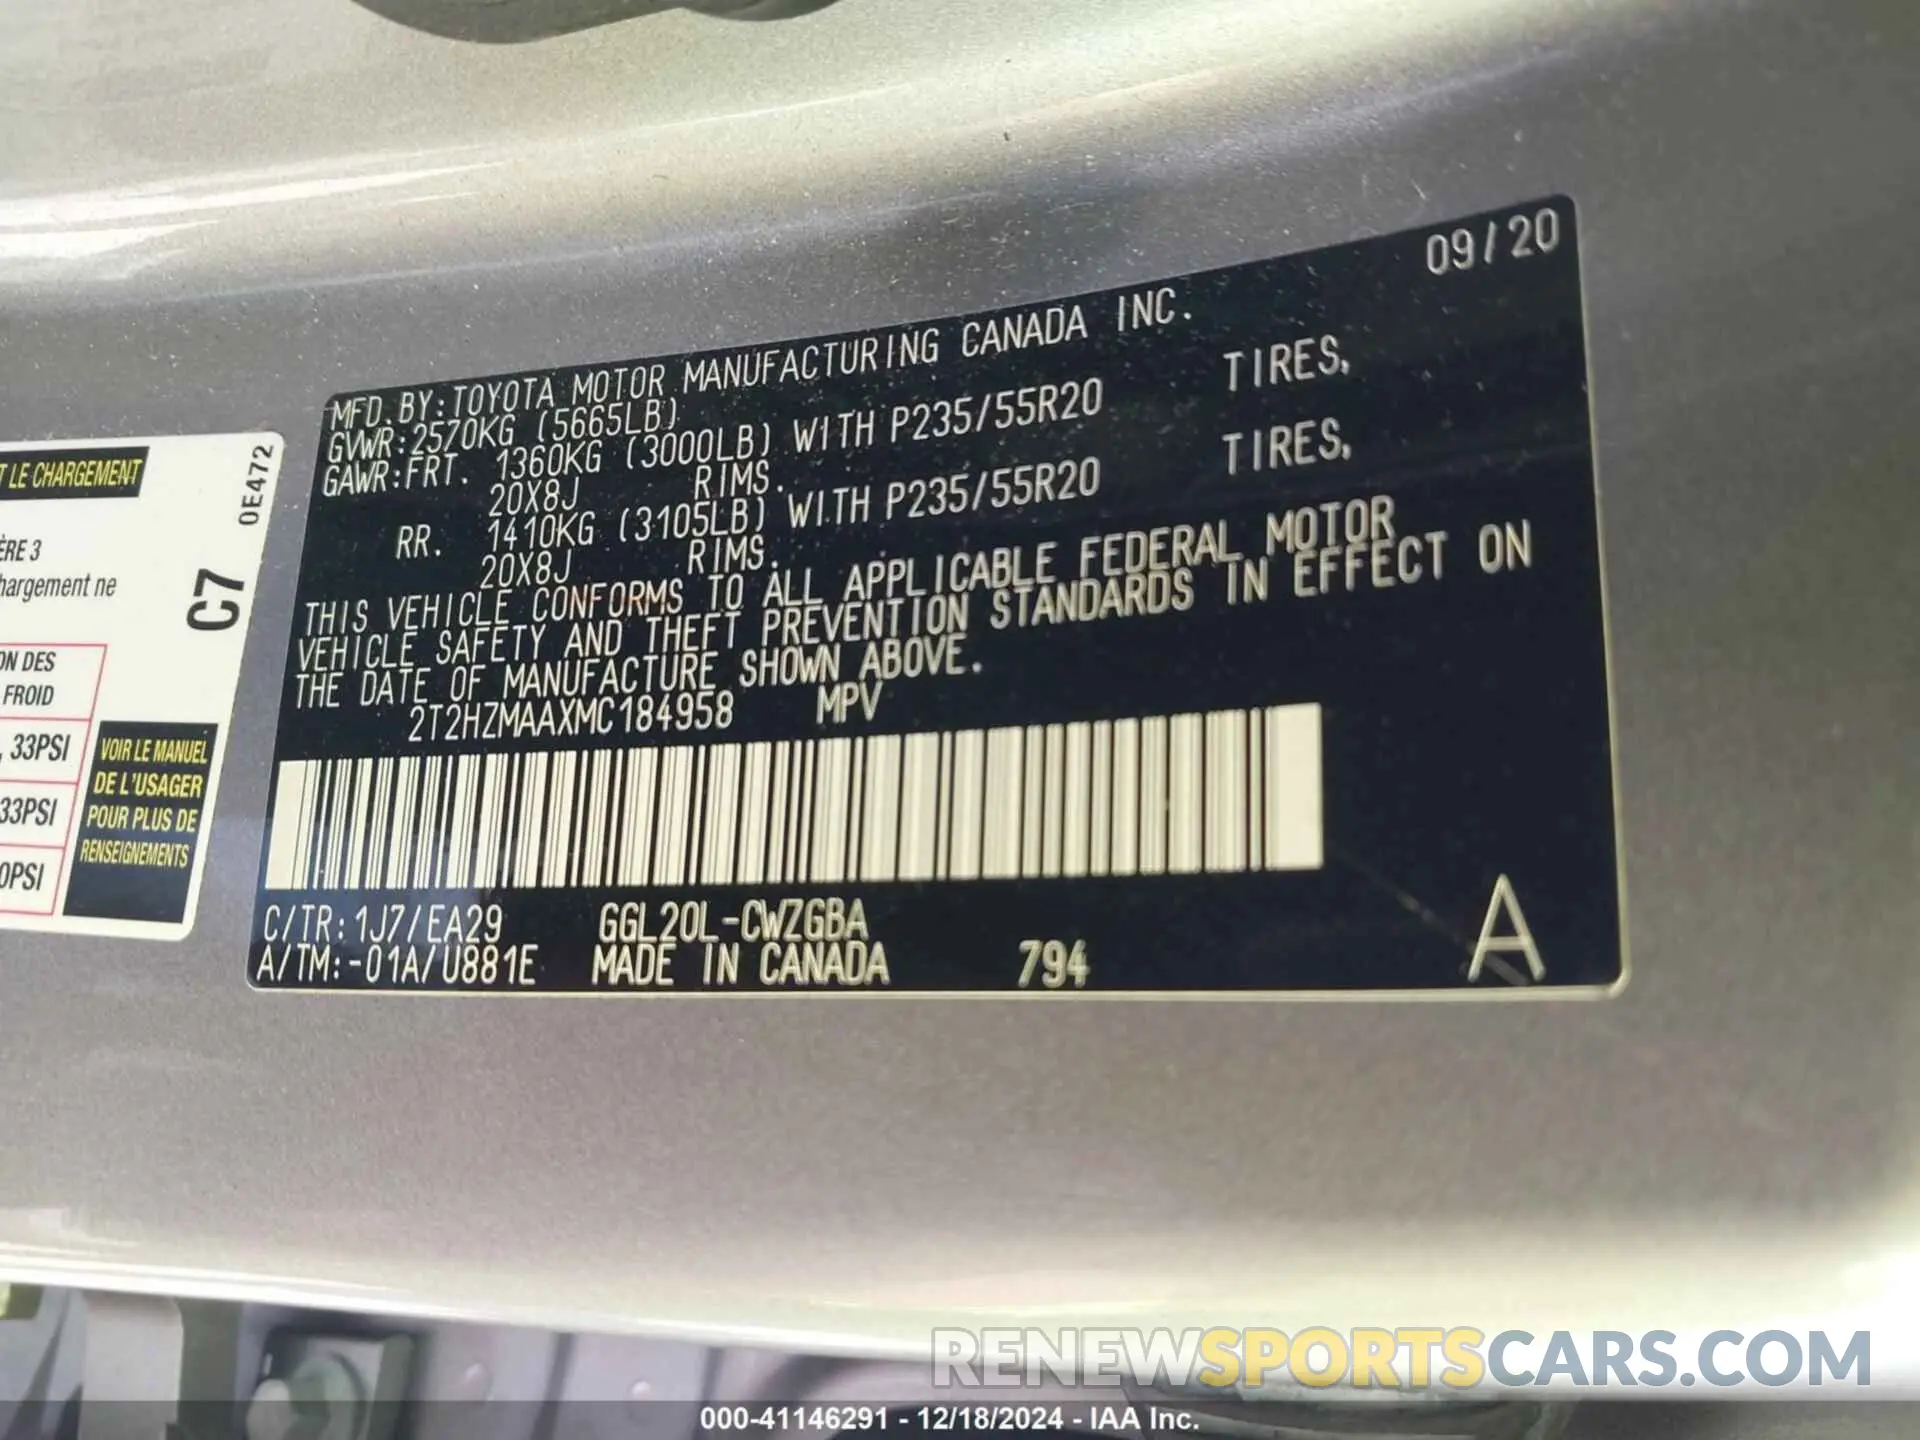 T LE CHARGEMENT
0E472
C7
ÈRE 3
hargement ne
ON DES
FROID
, 33PSI
33PSI
0PSI
VOIR LE MANUEL
DE L'USAGER
POUR PLUS DE
RENSEIGNEMENTS
09/20
MFD. BY: TOYOTA MOTOR MANUFACTURING CANADA INC.
GVWR: 2570KG (5665LB)
GAWR: FRT. 1360KG (3000LB) WITH P235/55R20 TIRES,
20X8J RIMS.
RR. 1410KG (3105LB) WITH P235/55R20 TIRES,
20X8J RIMS.
THIS VEHICLE CONFORMS TO ALL APPLICABLE FEDERAL MOTOR
VEHICLE SAFETY AND THEFT PREVENTION STANDARDS IN EFFECT ON
THE DATE OF MANUFACTURE SHOWN ABOVE.
2T2HZMAAXMC184958 MPV
C/TR: 1J7/EA29 GGL20L-CWZGBA
A/TM: -01A/U881E MADE IN CANADA 794 A
RENEWSPORTSCARS.COM
000-41146291 - 12/18/2024 - IAA Inc.